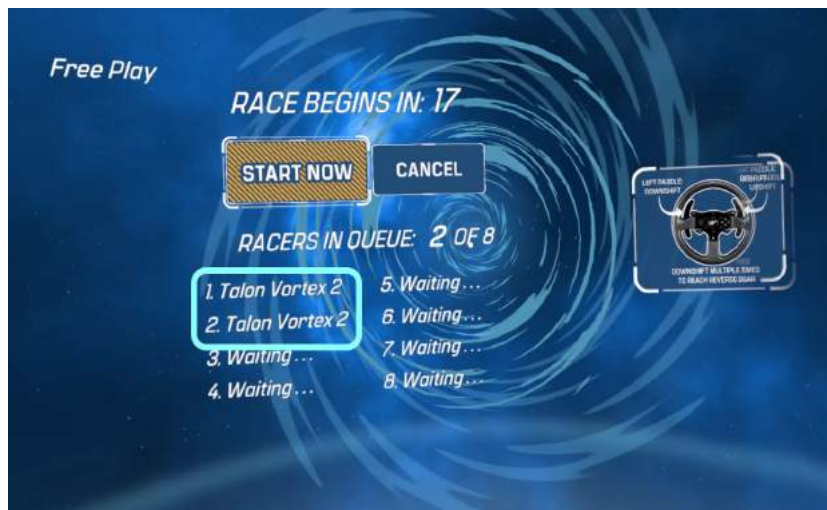 Free Play
RACE BEGINS IN: 17
START NOW
CANCEL
RACERS IN QUEUE: 2 OF 8
1. Talon Vortex 2
2. Talon Vortex 2
3. Waiting...
4. Waiting...
5. Waiting...
6. Waiting...
7. Waiting...
8. Waiting...
LEFT PADDLE:
DOWNSHIFT
PADDLE
UPSHIFT
DOWNSHIFT MULTIPLE TIMES
TO REACH REVERSE GEAR